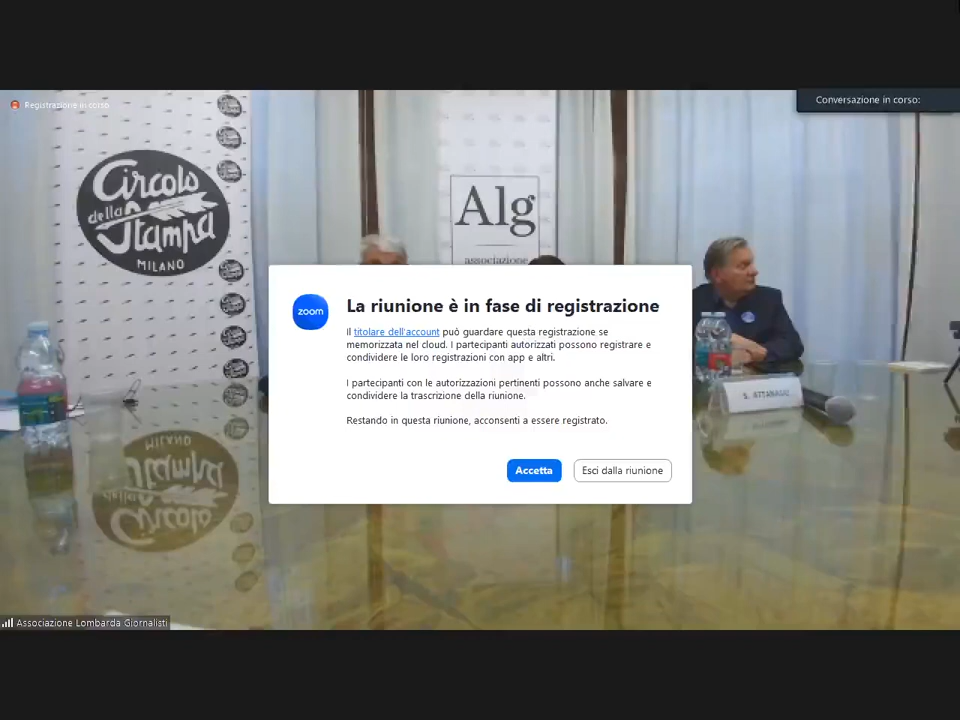 Registrazione in corso
Conversazione in corso:
Circolo
della
Stampa
MILANO
Alg
associazione
zoom
La riunione è in fase di registrazione
Il titolare dell'account può guardare questa registrazione se
memorizzata nel cloud. I partecipanti autorizzati possono registrare e
condividere le loro registrazioni con app e altri.
I partecipanti con le autorizzazioni pertinenti possono anche salvare e
condividere la trascrizione della riunione.
Restando in questa riunione, acconsenti a essere registrato.
Accetta
Esci dalla riunione
S. ATTANASIO
Associazione Lombarda Giornalisti